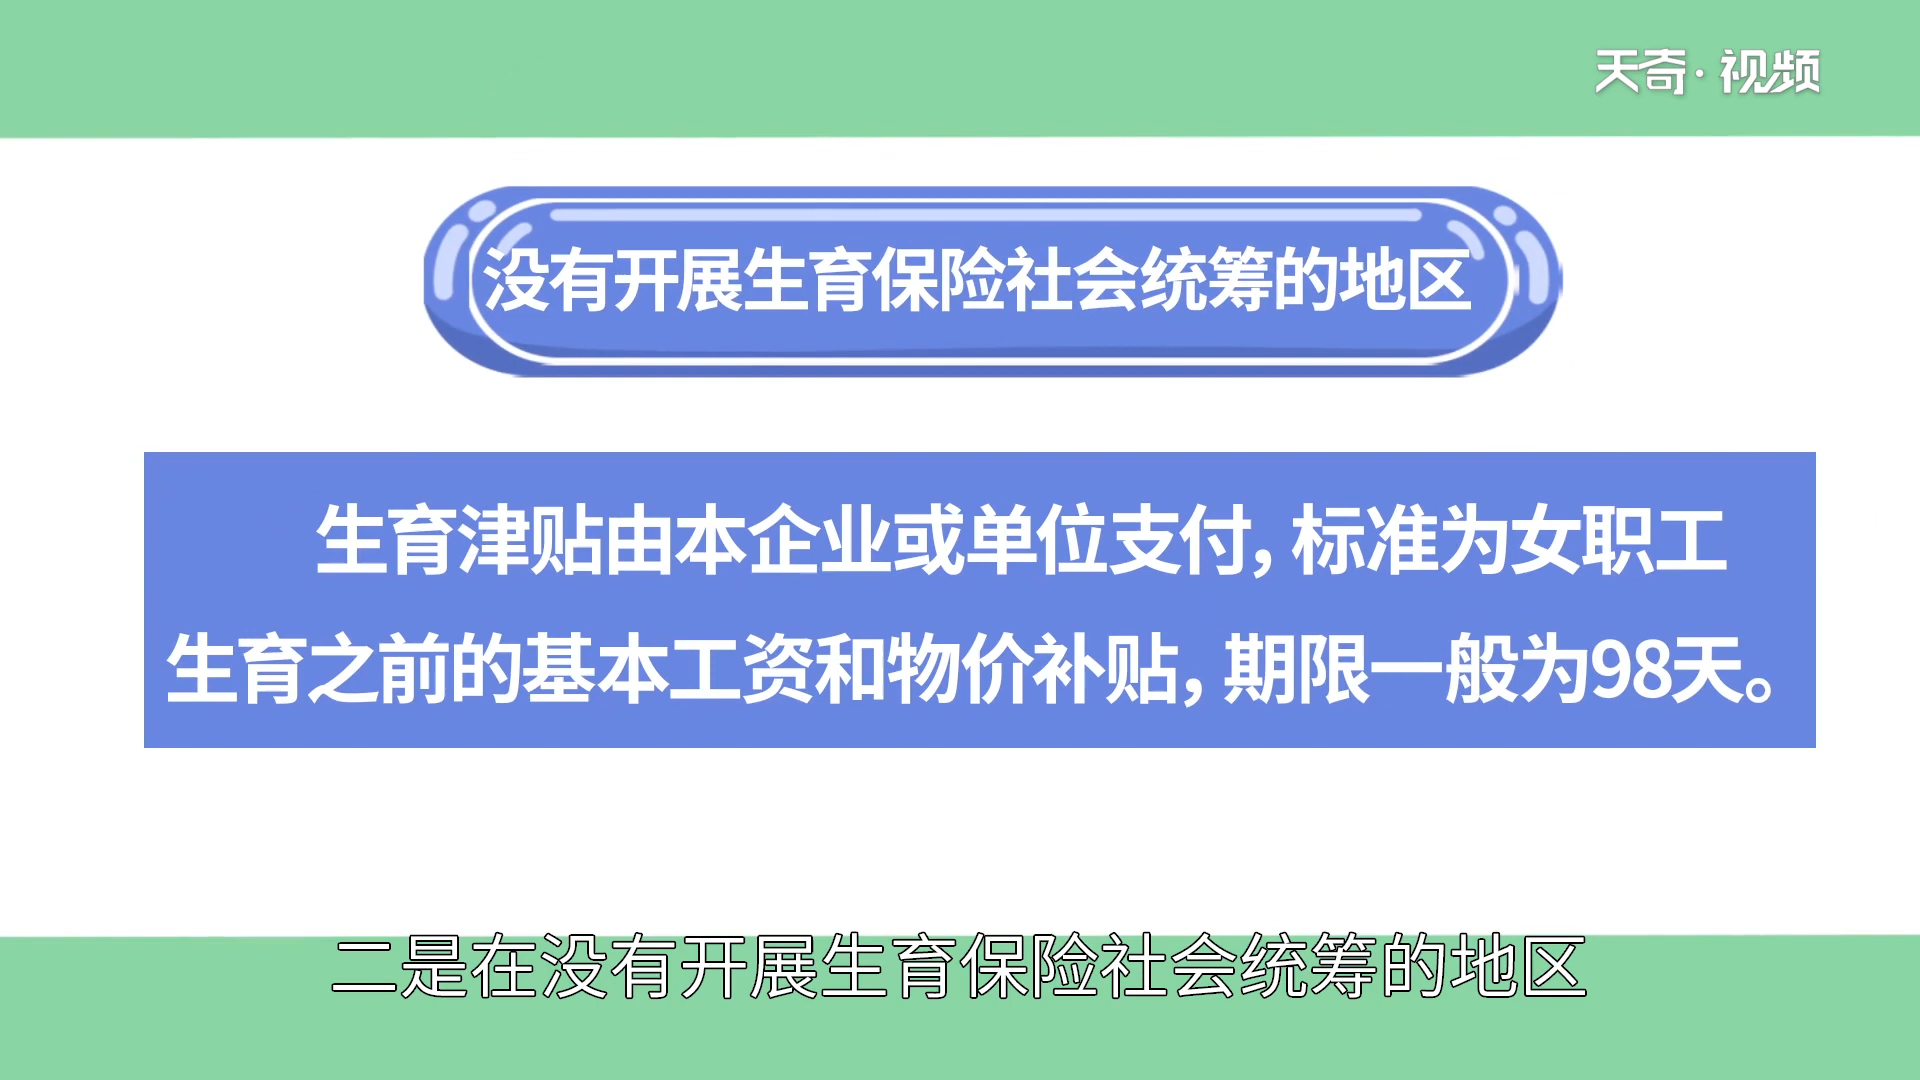 天奇·视频
没有开展生育保险社会统筹的地区
生育津贴由本企业或单位支付,标准为女职工
生育之前的基本工资和物价补贴,期限一般为98天。
二是在没有开展生育保险社会统筹的地区